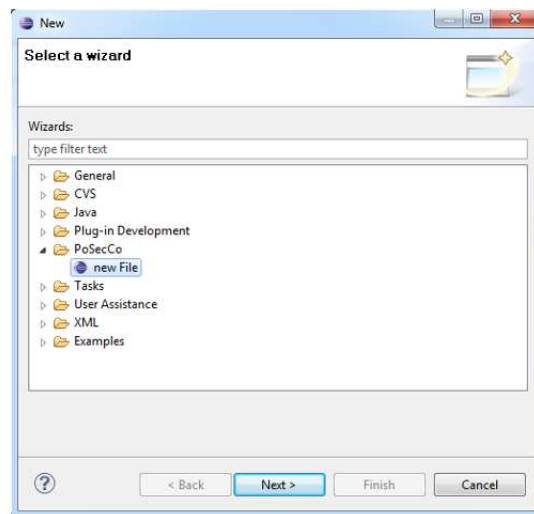 New
Select a wizard
Wizards:
type filter text
General
CVS
Java
Plug-in Development
PoSecCo
new File
Tasks
User Assistance
XML
Examples
? < Back Next > Finish Cancel